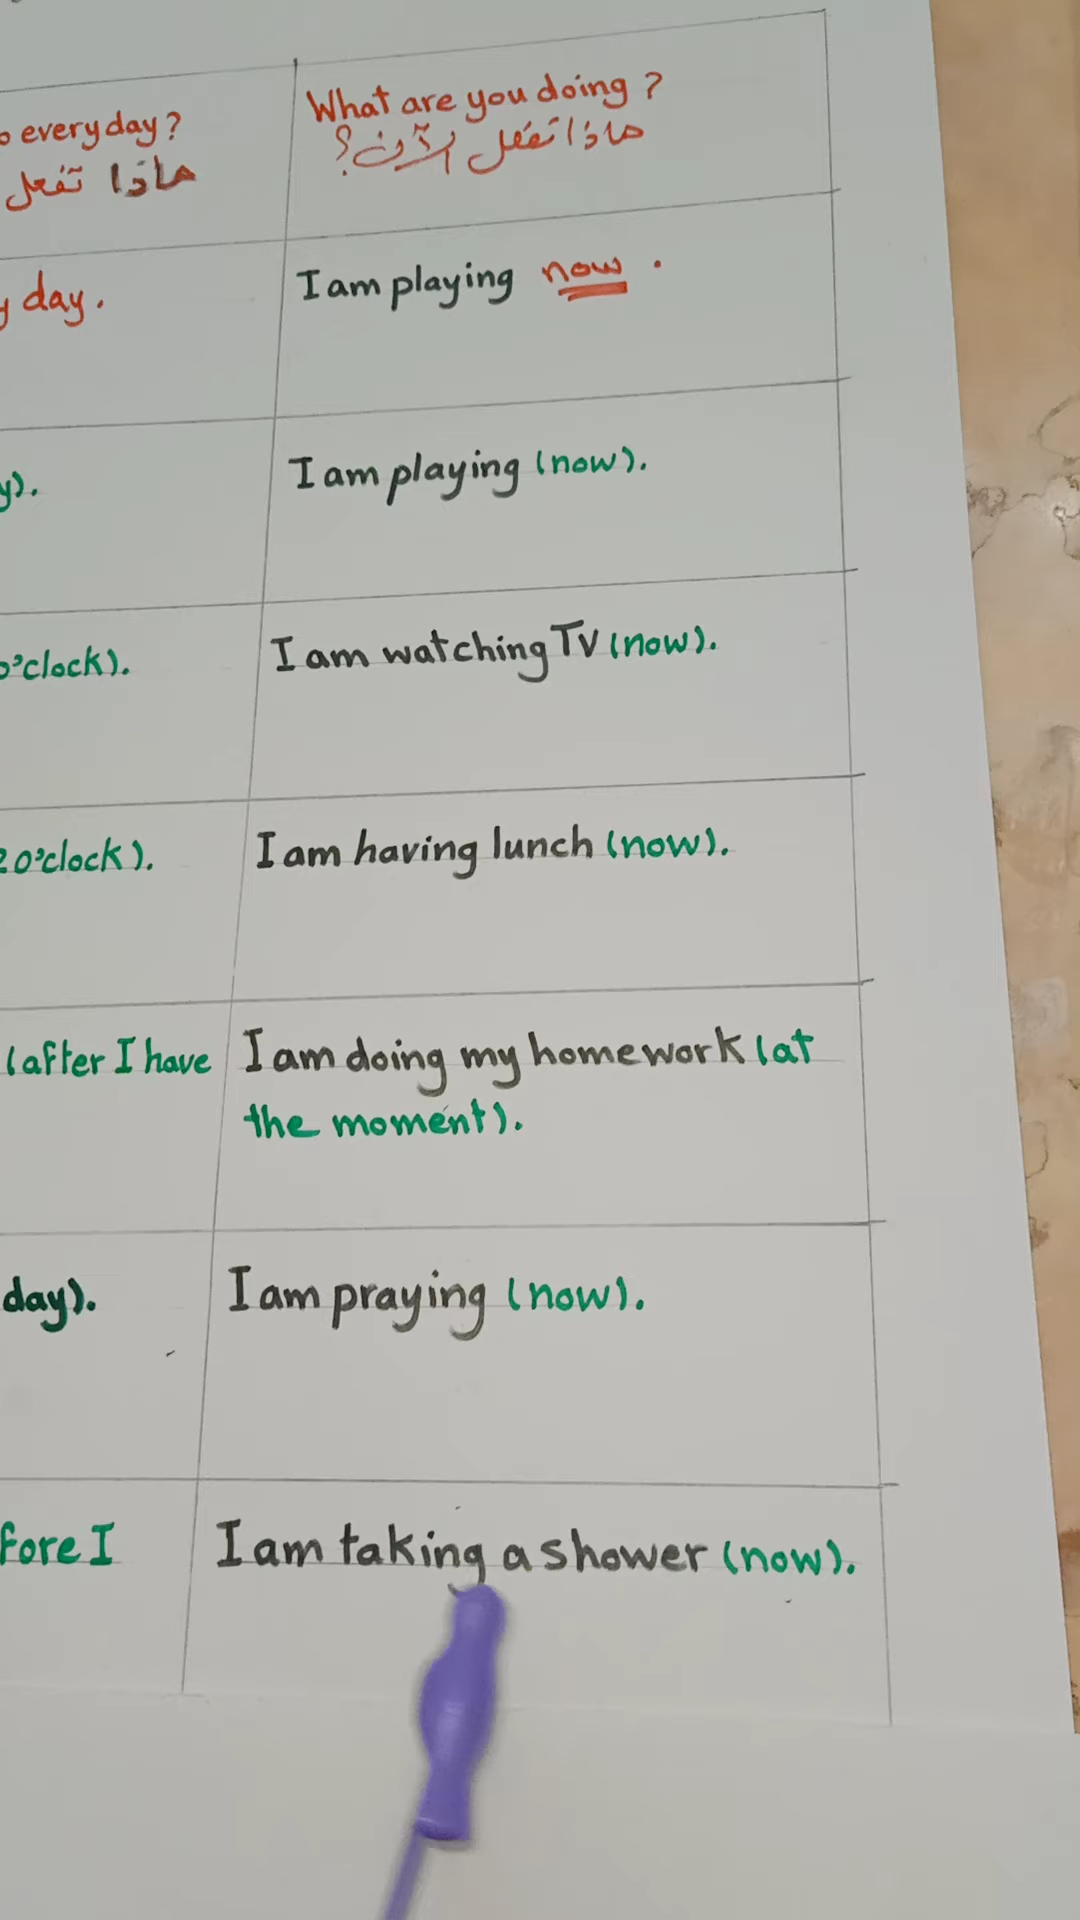 everyday?
ماذا تفعل
What are you doing ?
ماذا تفعل الآن؟
day.
I am playing now .
I am playing (now).
o'clock).
I am watching TV (now).
2 o'clock).
I am having lunch (now).
(after I have
I am doing my homework (at
the moment).
day).
I am praying (now).
fore I
I am taking a shower (now).